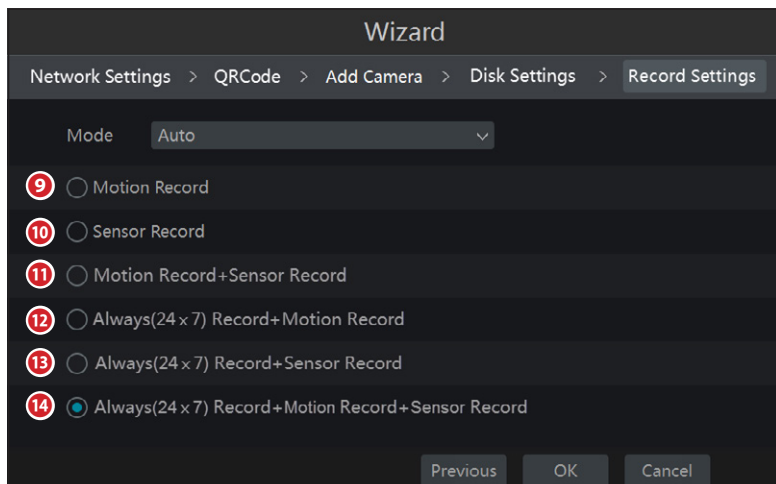 Wizard
Network Settings > QRCode > Add Camera > Disk Settings > Record Settings
Mode Auto
9 Motion Record
10 Sensor Record
11 Motion Record+Sensor Record
12 Always(24×7) Record+Motion Record
13 Always(24×7) Record+Sensor Record
14 Always(24×7) Record+Motion Record+Sensor Record
Previous OK Cancel